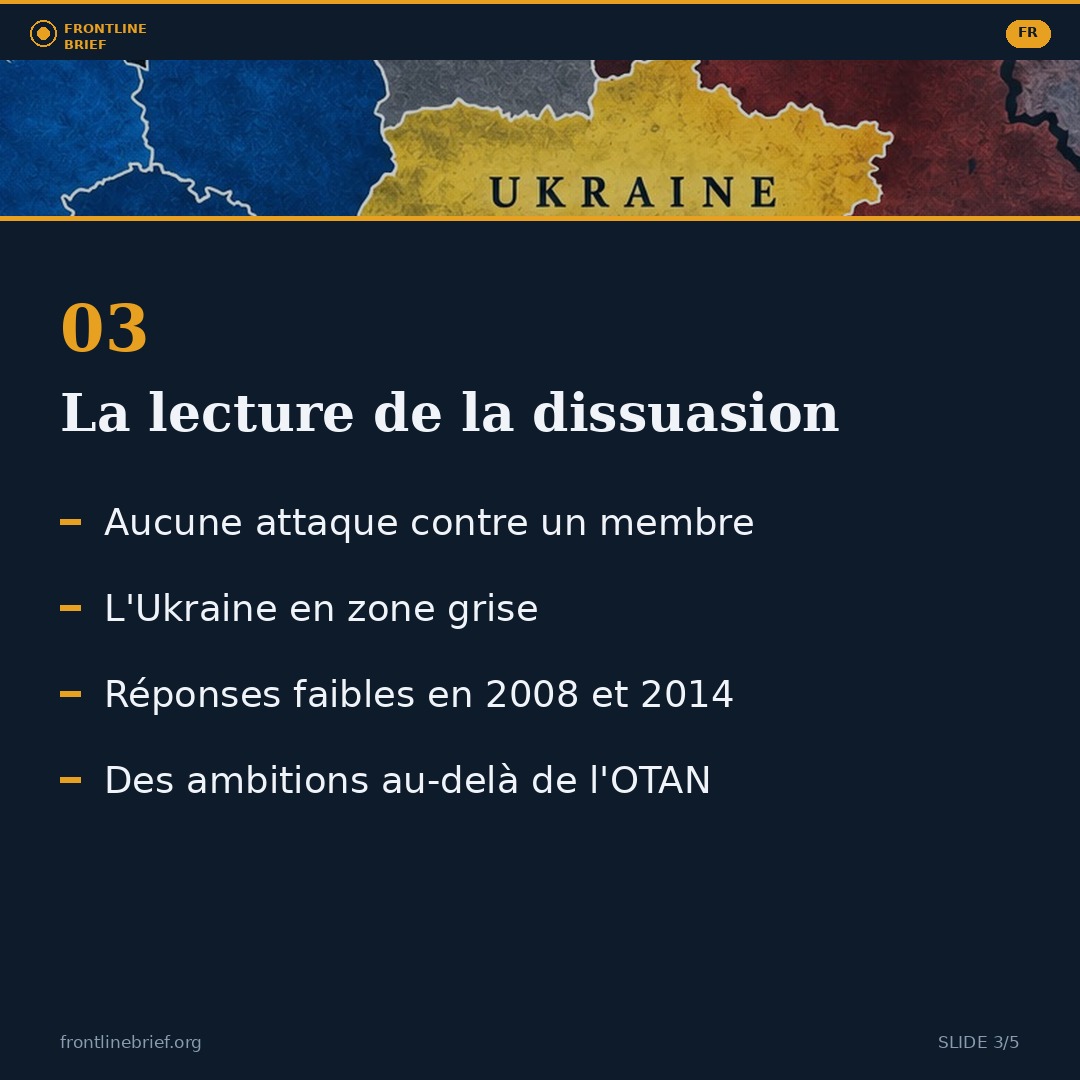 FRONTLINE
BRIEF
FR
UKRAINE
03
La lecture de la dissuasion
Aucune attaque contre un membre
L'Ukraine en zone grise
Réponses faibles en 2008 et 2014
Des ambitions au-delà de l'OTAN
frontlinebrief.org
SLIDE 3/5